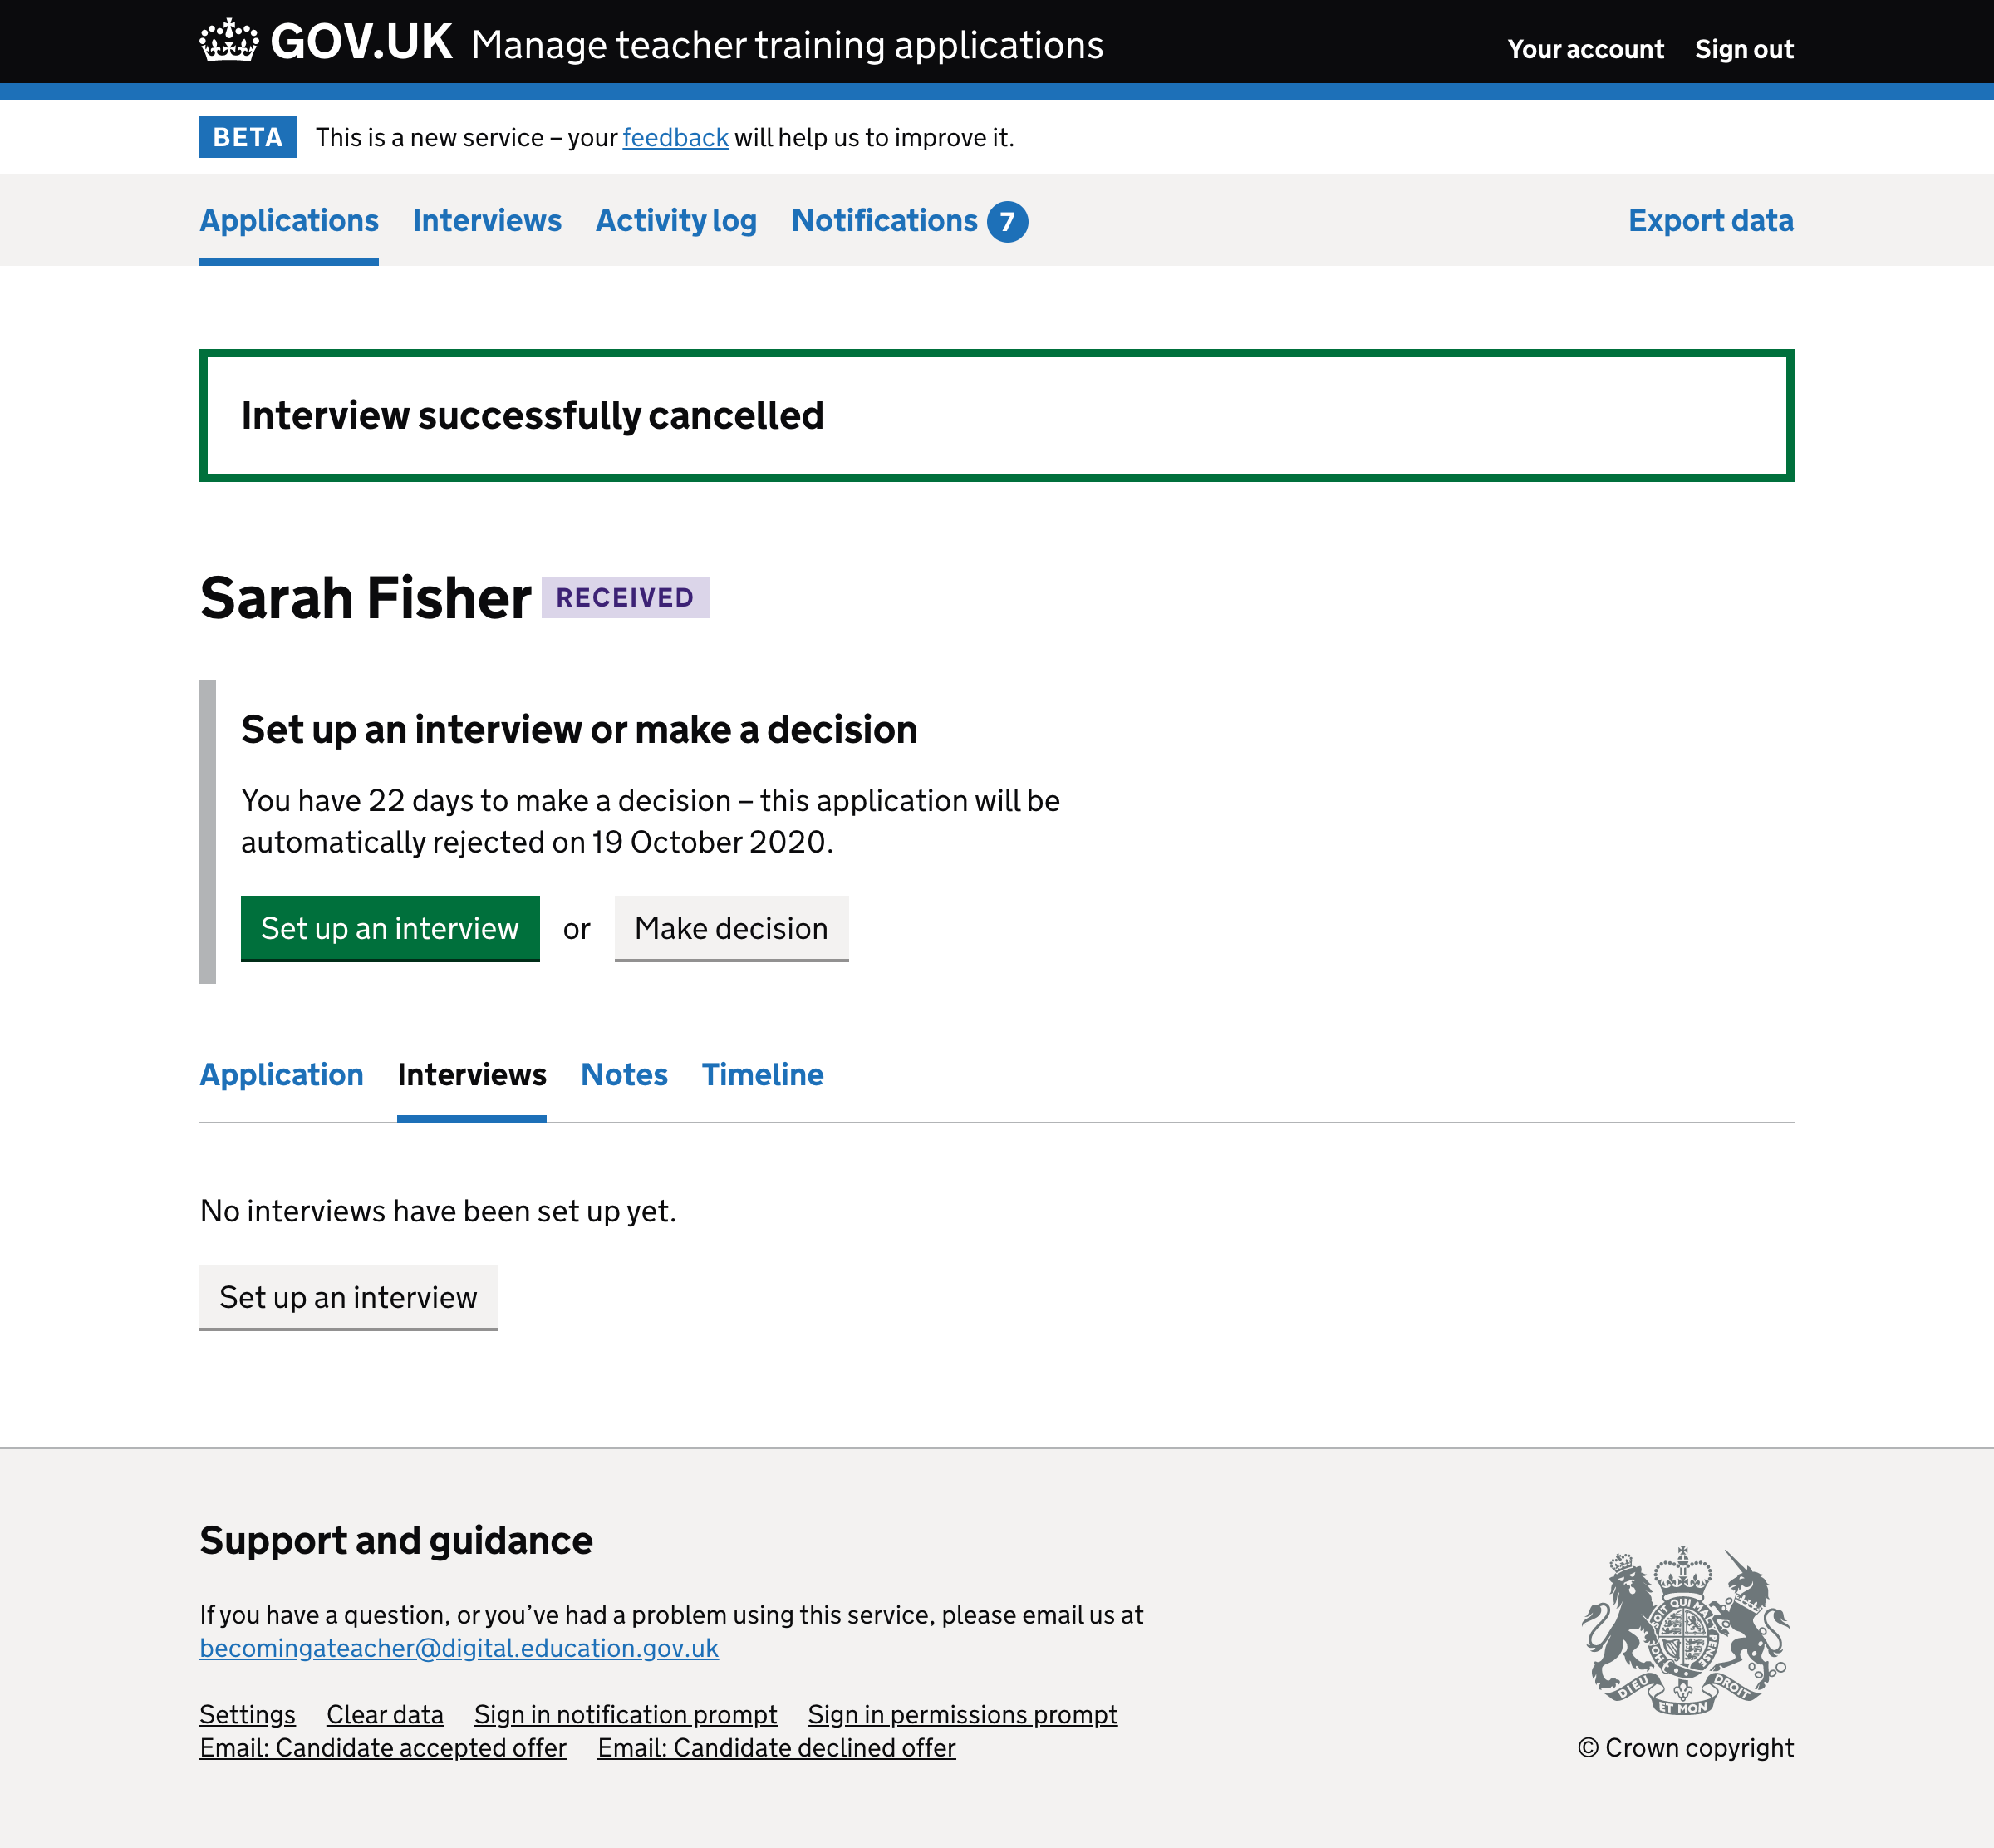 GOV.UK Manage teacher training applications
Your account Sign out
BETA This is a new service – your feedback will help us to improve it.
Applications Interviews Activity log Notifications 7 Export data
Interview successfully cancelled
Sarah Fisher RECEIVED
Set up an interview or make a decision
You have 22 days to make a decision – this application will be
automatically rejected on 19 October 2020.
Set up an interview or Make decision
Application Interviews Notes Timeline
No interviews have been set up yet.
Set up an interview
Support and guidance
If you have a question, or you’ve had a problem using this service, please email us at
becomingateacher@digital.education.gov.uk
Settings Clear data Sign in notification prompt Sign in permissions prompt
Email: Candidate accepted offer Email: Candidate declined offer
SOIT QUI MAL
PENSE
HON
DIEU ET MON DROIT
© Crown copyright